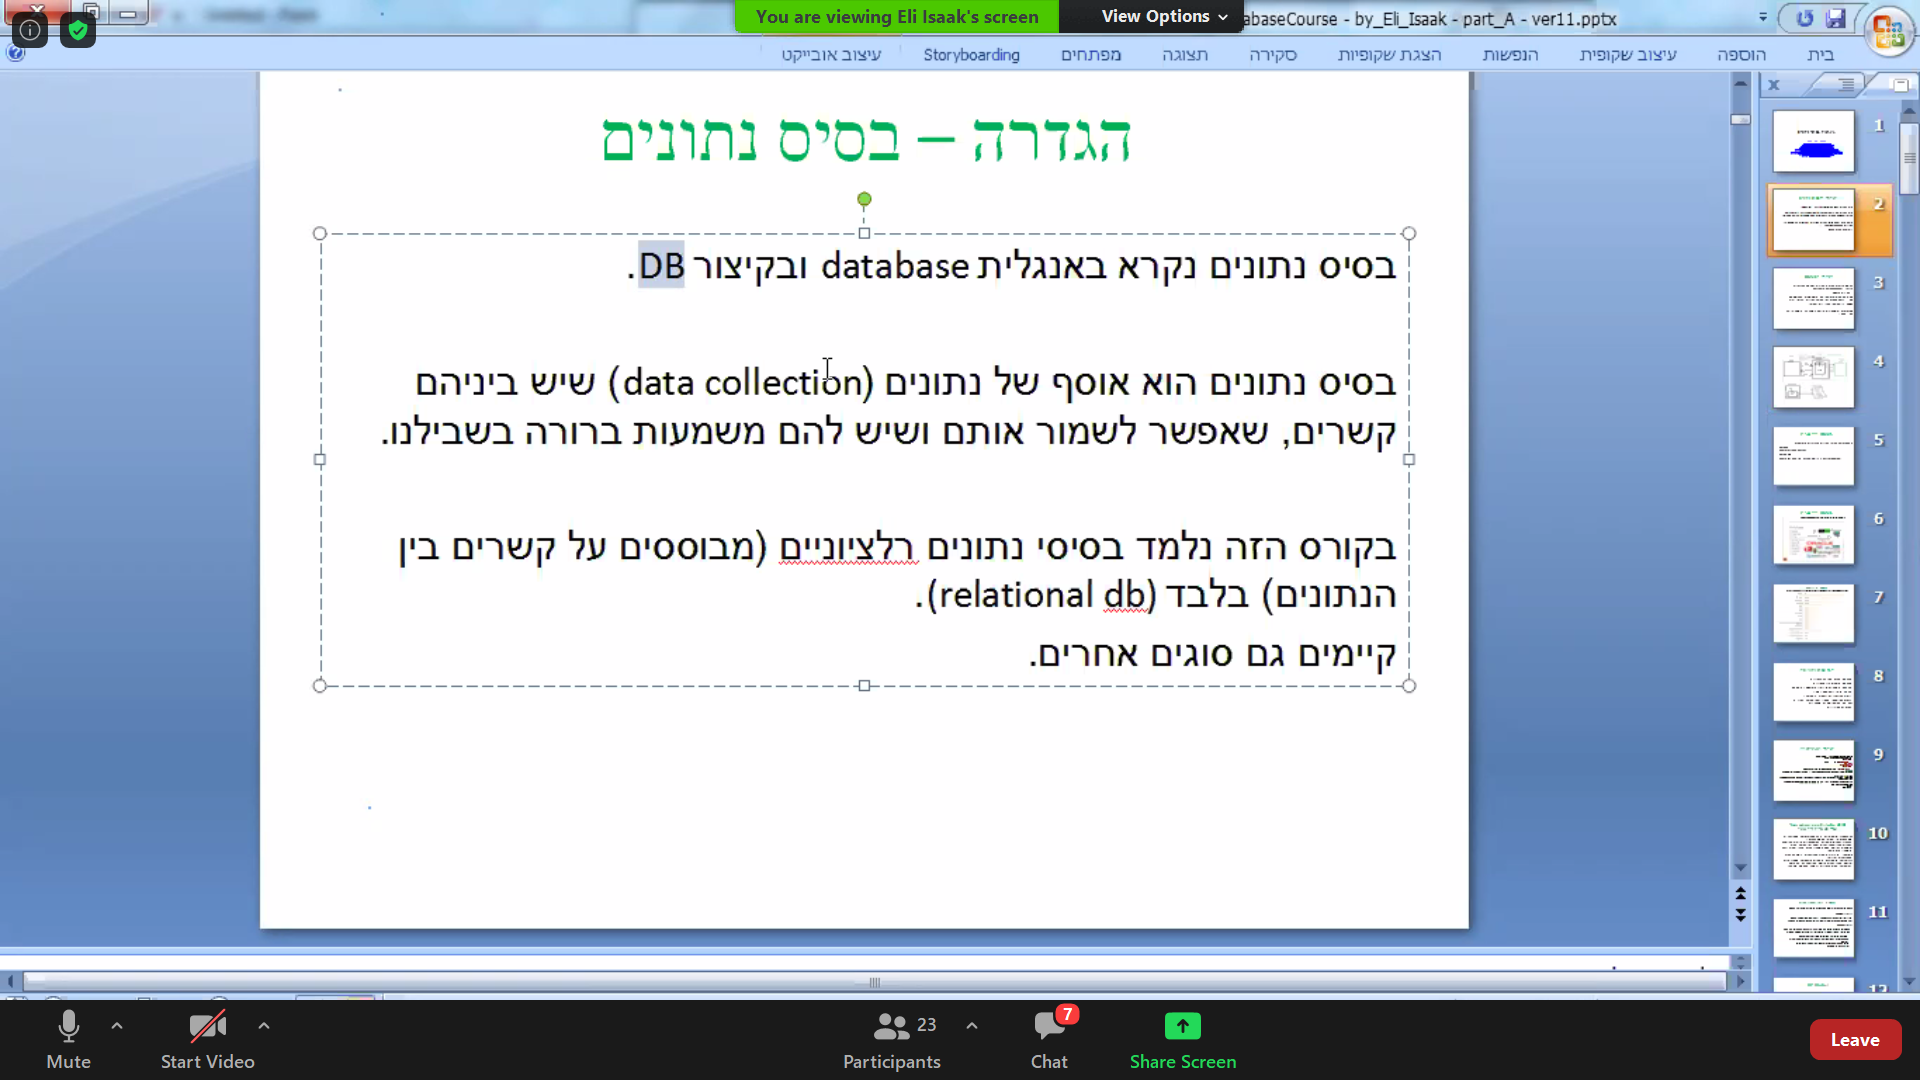 You are viewing Eli Isaak's screen
View Options
abaseCourse - by_Eli_Isaak - part_A - ver11.pptx
בית הוספה עיצוב שקופית הנפשות הצגת שקופיות סקירה תצוגה מפתחים Storyboarding עיצוב אובייקט
הגדרה – בסיס נתונים
בסיס נתונים נקרא באנגלית database ובקיצור DB.
בסיס נתונים הוא אוסף של נתונים (data collection) שיש ביניהם
קשרים, שאפשר לשמור אותם ושיש להם משמעות ברורה בשבילנו.
בקורס הזה נלמד בסיסי נתונים רלציוניים (מבוססים על קשרים בין
הנתונים) בלבד (relational db).
קיימים גם סוגים אחרים.
1
2
3
4
5
6
7
8
9
10
11
12
Mute
Start Video
Participants
23
Chat
7
Share Screen
Leave